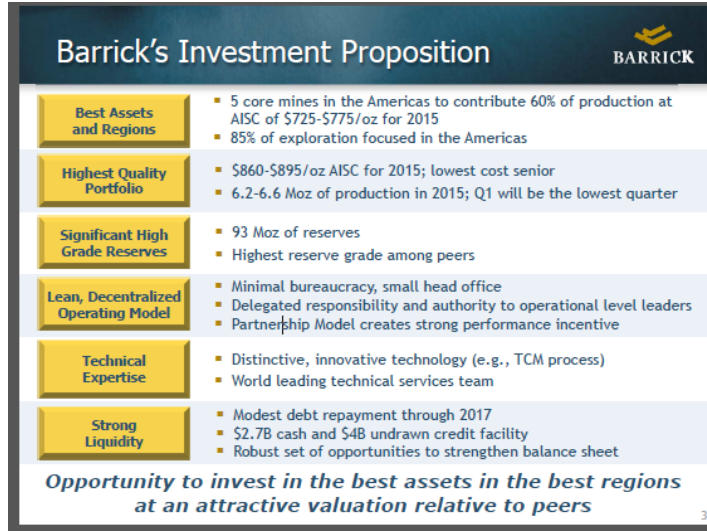 Barrick's Investment Proposition
BARRICK
Best Assets
and Regions
5 core mines in the Americas to contribute 60% of production at
AISC of $725-$775/oz for 2015
85% of exploration focused in the Americas
Highest Quality
Portfolio
$860-$895/oz AISC for 2015; lowest cost senior
6.2-6.6 Moz of production in 2015; Q1 will be the lowest quarter
Significant High
Grade Reserves
93 Moz of reserves
Highest reserve grade among peers
Lean, Decentralized
Operating Model
Minimal bureaucracy, small head office
Delegated responsibility and authority to operational level leaders
Partnership Model creates strong performance incentive
Technical
Expertise
Distinctive, innovative technology (e.g., TCM process)
World leading technical services team
Strong
Liquidity
Modest debt repayment through 2017
$2.7B cash and $4B undrawn credit facility
Robust set of opportunities to strengthen balance sheet
Opportunity to invest in the best assets in the best regions
at an attractive valuation relative to peers
3